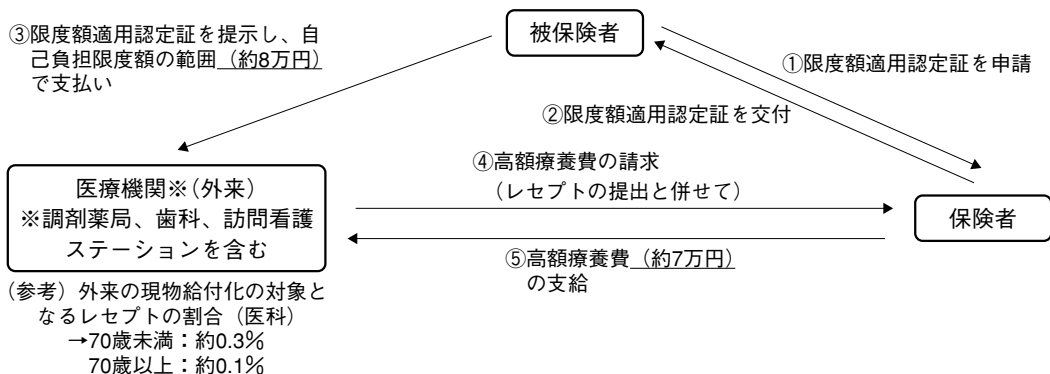 ③限度額適用認定証を提示し、自
己負担限度額の範囲（約8万円）
で支払い
被保険者
①限度額適用認定証を申請
②限度額適用認定証を交付
④高額療養費の請求
（レセプトの提出と併せて）
医療機関※（外来）
※調剤薬局、歯科、訪問看護
ステーションを含む
保険者
⑤高額療養費（約7万円）
の支給
（参考）外来の現物給付化の対象と
なるレセプトの割合（医科）
→70歳未満：約0.3％
70歳以上：約0.1％